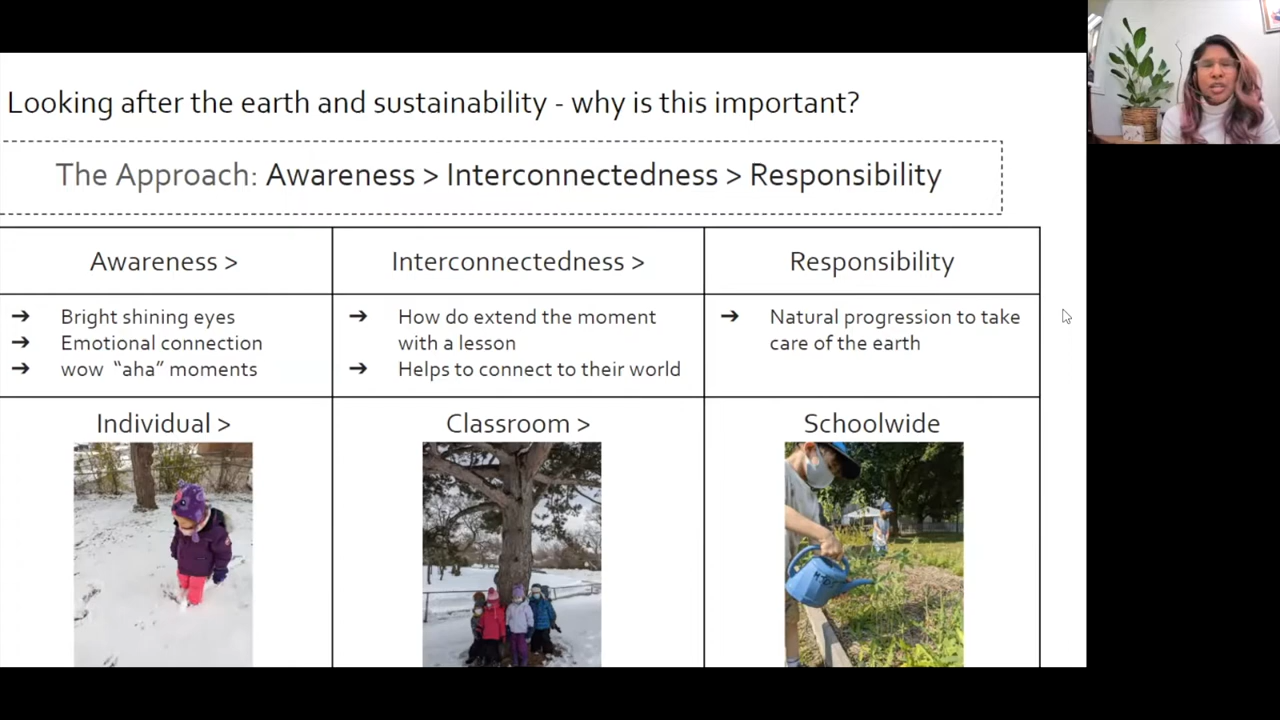 Looking after the earth and sustainability - why is this important?
The Approach: Awareness > Interconnectedness > Responsibility
Awareness >
Interconnectedness >
Responsibility
➔ Bright shining eyes
➔ Emotional connection
➔ wow “aha” moments
➔ How do extend the moment
with a lesson
➔ Helps to connect to their world
➔ Natural progression to take
care of the earth
Individual >
Classroom >
Schoolwide